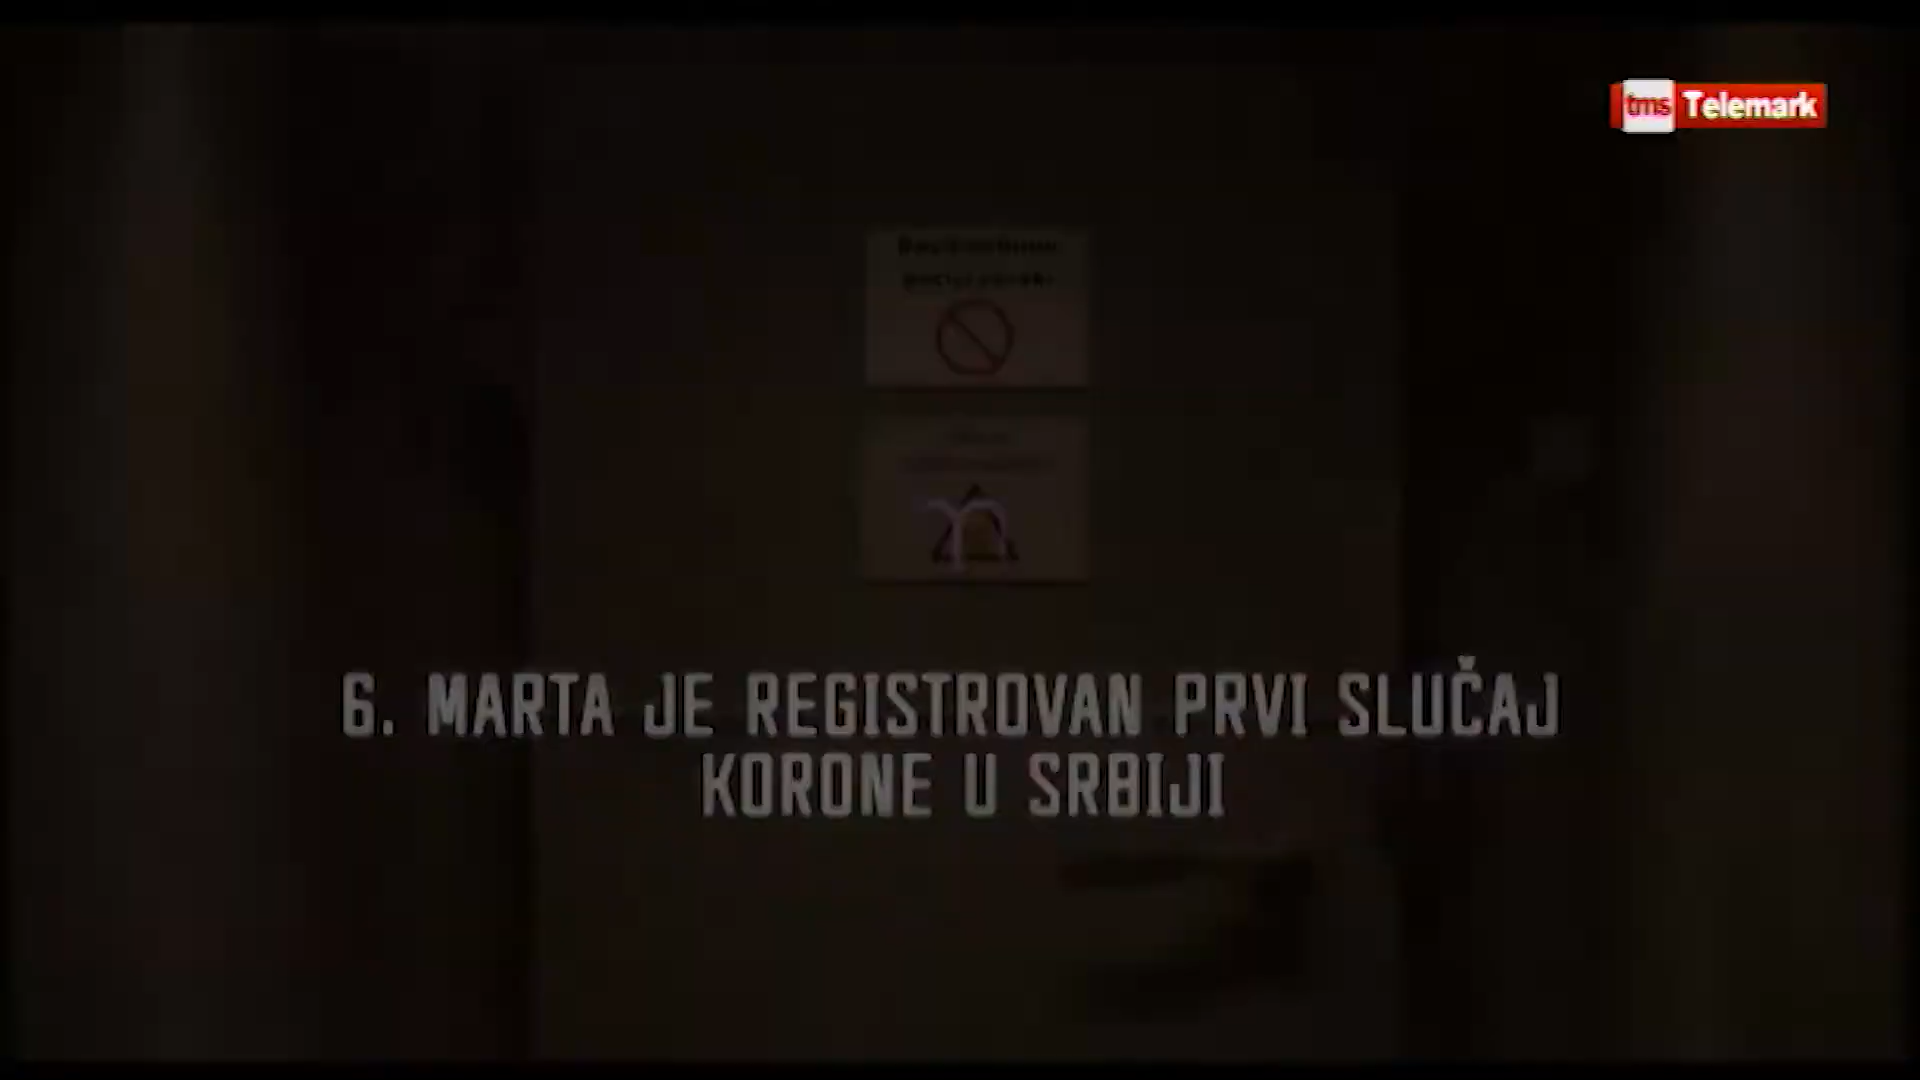 tms Telemark
6. MARTA JE REGISTROVAN PRVI SLUČAJ
KORONE U SRBIJI